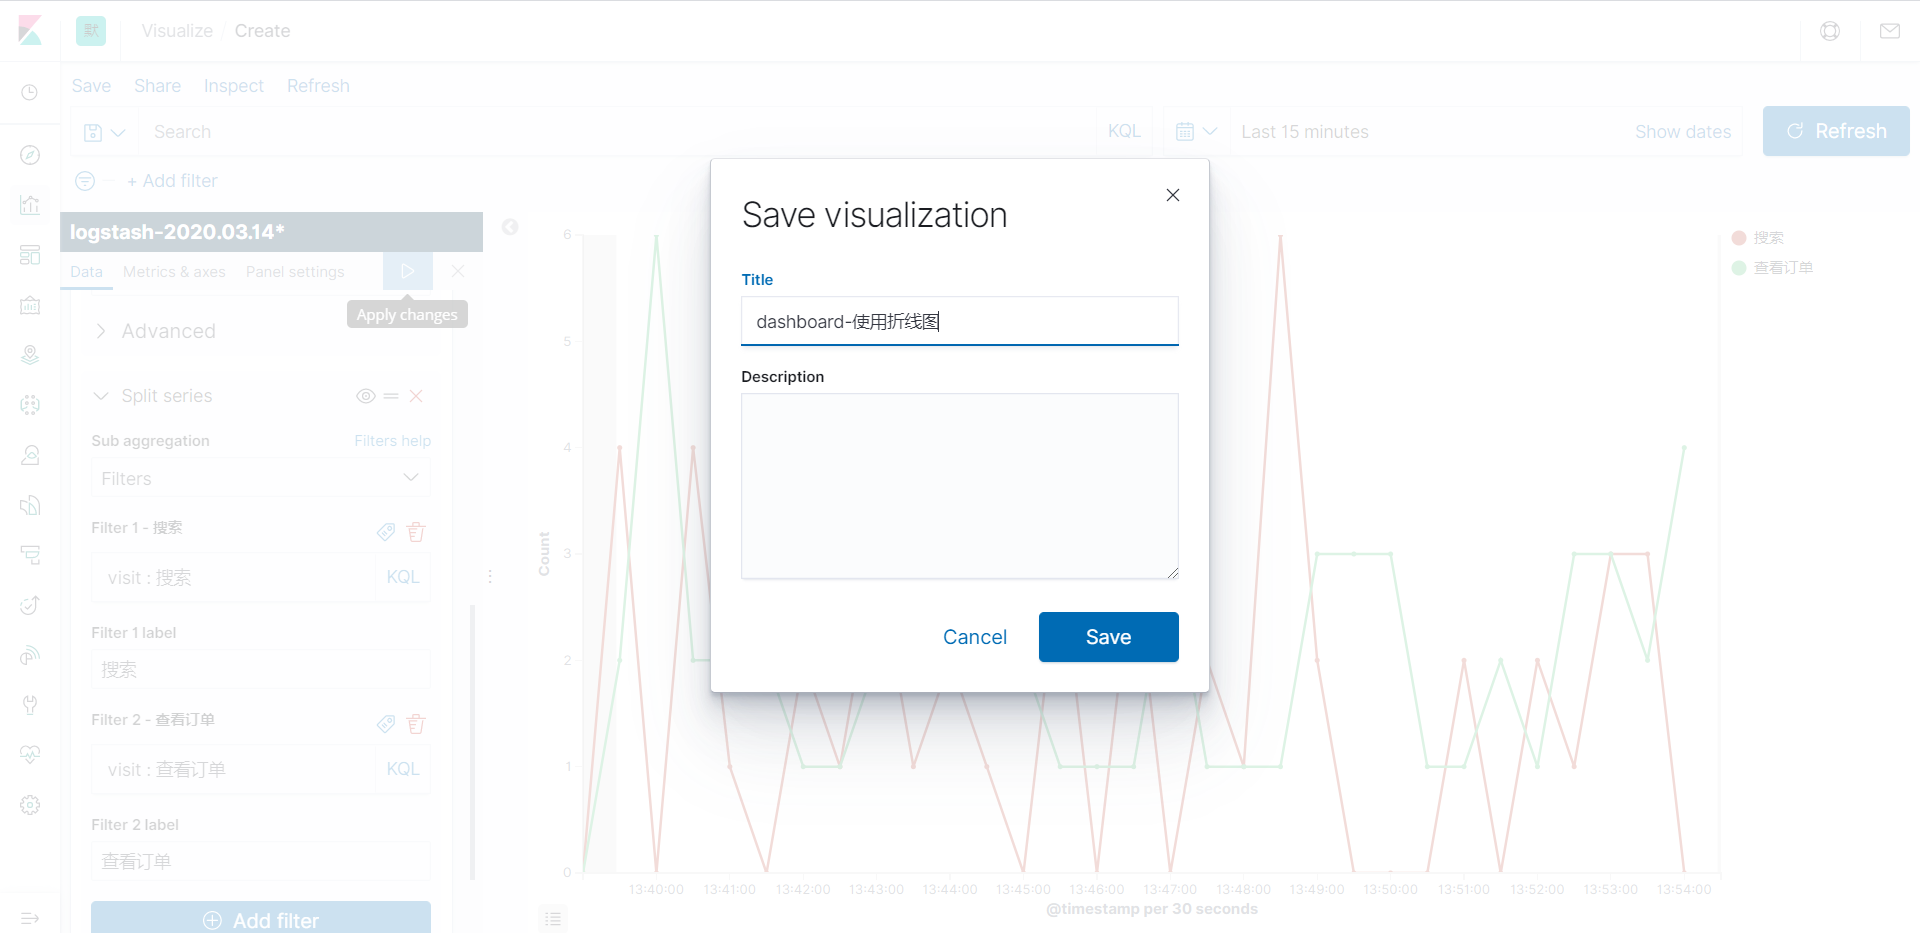 默
Visualize / Create
Save Share Inspect Refresh
Search KQL Last 15 minutes Show dates Refresh
+ Add filter
logstash-2020.03.14*
Data Metrics & axes Panel settings
Apply changes
Advanced
Split series
Sub aggregation Filters help
Filters
Filter 1 - 搜索
visit : 搜索 KQL
Filter 1 label
搜索
Filter 2 - 查看订单
visit : 查看订单 KQL
Filter 2 label
查看订单
Add filter
Save visualization
Title
dashboard-使用折线图
Description
Cancel Save
搜索
查看订单
Count
6
5
4
3
2
1
0
13:40:00 13:41:00 13:42:00 13:43:00 13:44:00 13:45:00 13:46:00 13:47:00 13:48:00 13:49:00 13:50:00 13:51:00 13:52:00 13:53:00 13:54:00
@timestamp per 30 seconds